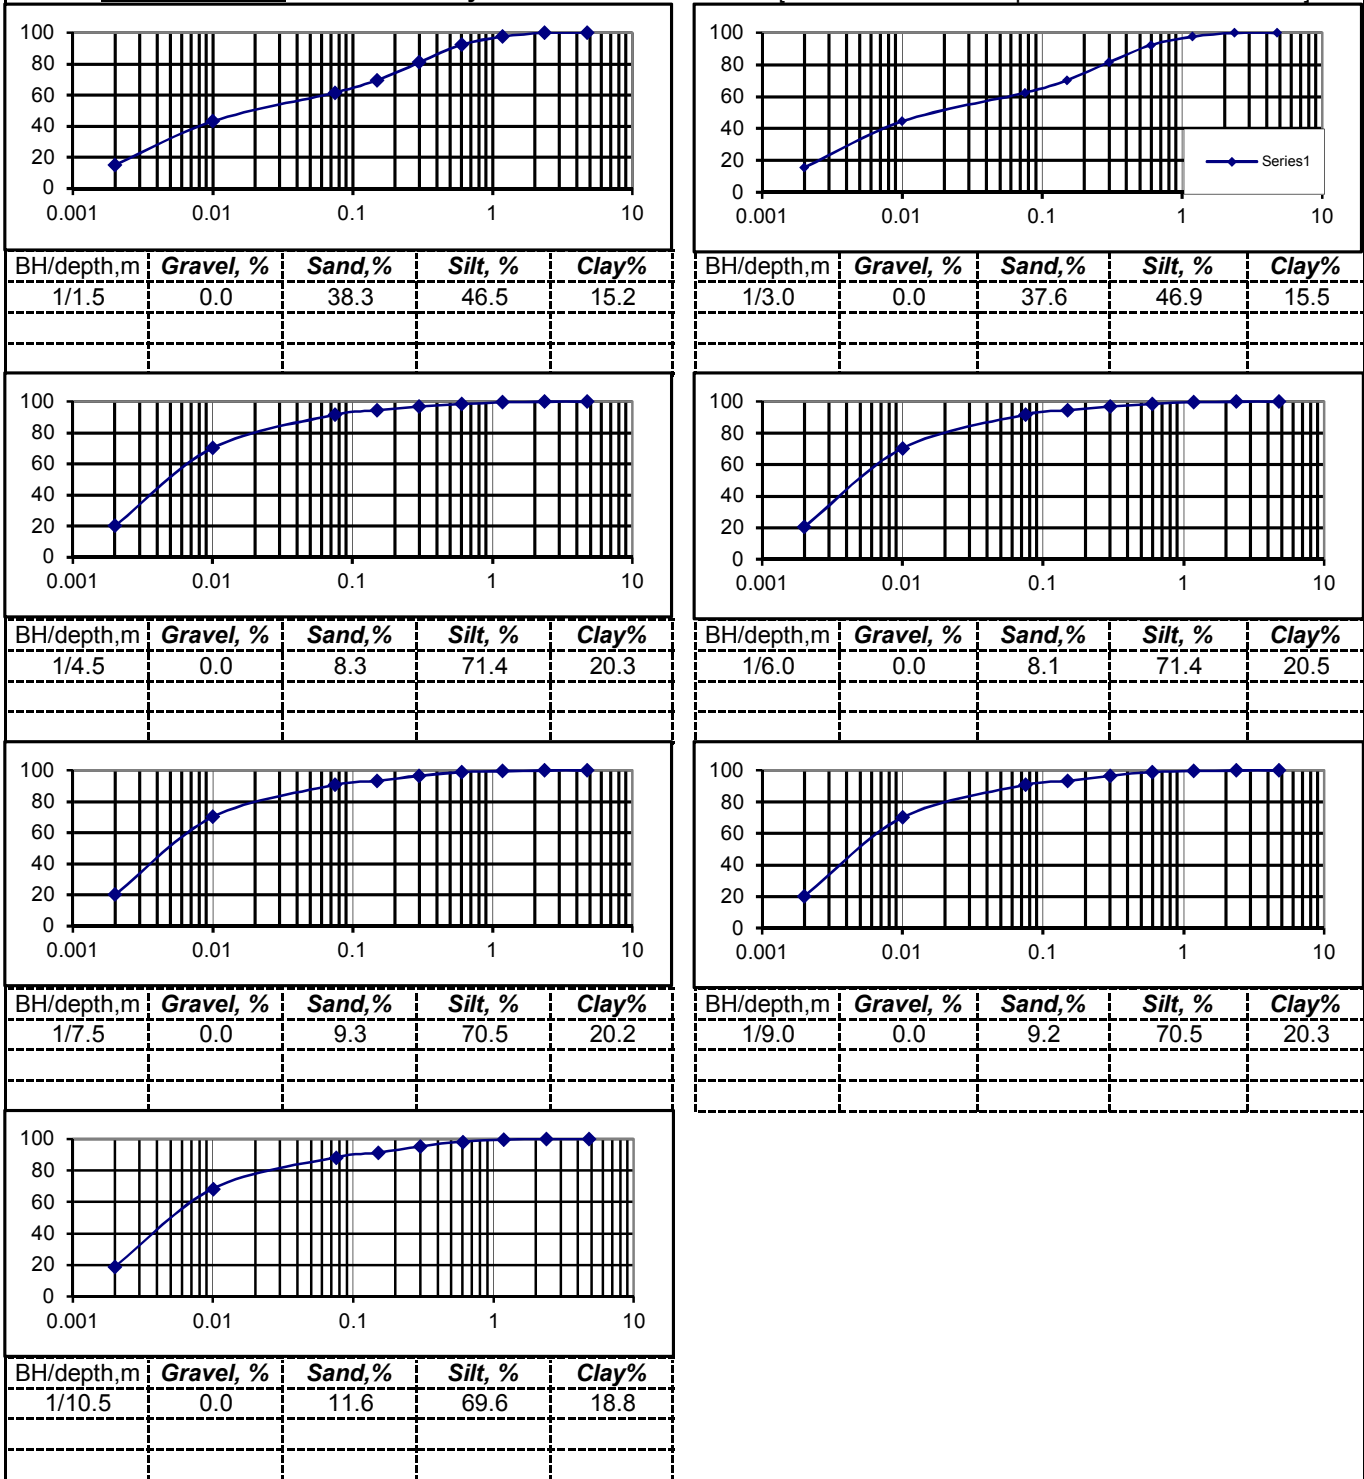 100
80
60
40
20
0
0.001 0.01 0.1 1 10
BH/depth,m Gravel, % Sand,% Silt, % Clay%
1/1.5 0.0 38.3 46.5 15.2
100
80
60
40
20
0
Series1
0.001 0.01 0.1 1 10
BH/depth,m Gravel, % Sand,% Silt, % Clay%
1/3.0 0.0 37.6 46.9 15.5
100
80
60
40
20
0
0.001 0.01 0.1 1 10
BH/depth,m Gravel, % Sand,% Silt, % Clay%
1/4.5 0.0 8.3 71.4 20.3
100
80
60
40
20
0
0.001 0.01 0.1 1 10
BH/depth,m Gravel, % Sand,% Silt, % Clay%
1/6.0 0.0 8.1 71.4 20.5
100
80
60
40
20
0
0.001 0.01 0.1 1 10
BH/depth,m Gravel, % Sand,% Silt, % Clay%
1/7.5 0.0 9.3 70.5 20.2
100
80
60
40
20
0
0.001 0.01 0.1 1 10
BH/depth,m Gravel, % Sand,% Silt, % Clay%
1/9.0 0.0 9.2 70.5 20.3
100
80
60
40
20
0
0.001 0.01 0.1 1 10
BH/depth,m Gravel, % Sand,% Silt, % Clay%
1/10.5 0.0 11.6 69.6 18.8